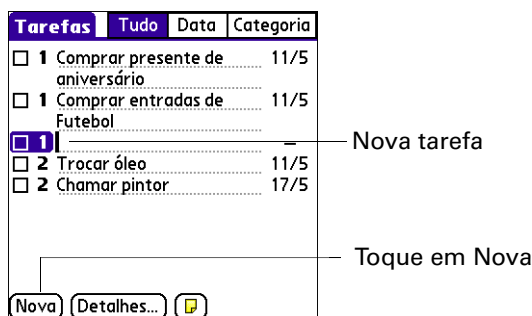 Tarefas Tudo Data Categoria
1 Comprar presente de 11/5
aniversário
1 Comprar entradas de 11/5
Futebol
1 –
Nova tarefa
2 Trocar óleo 11/5
2 Chamar pintor 17/5
Toque em Nova
Nova Detalhes...